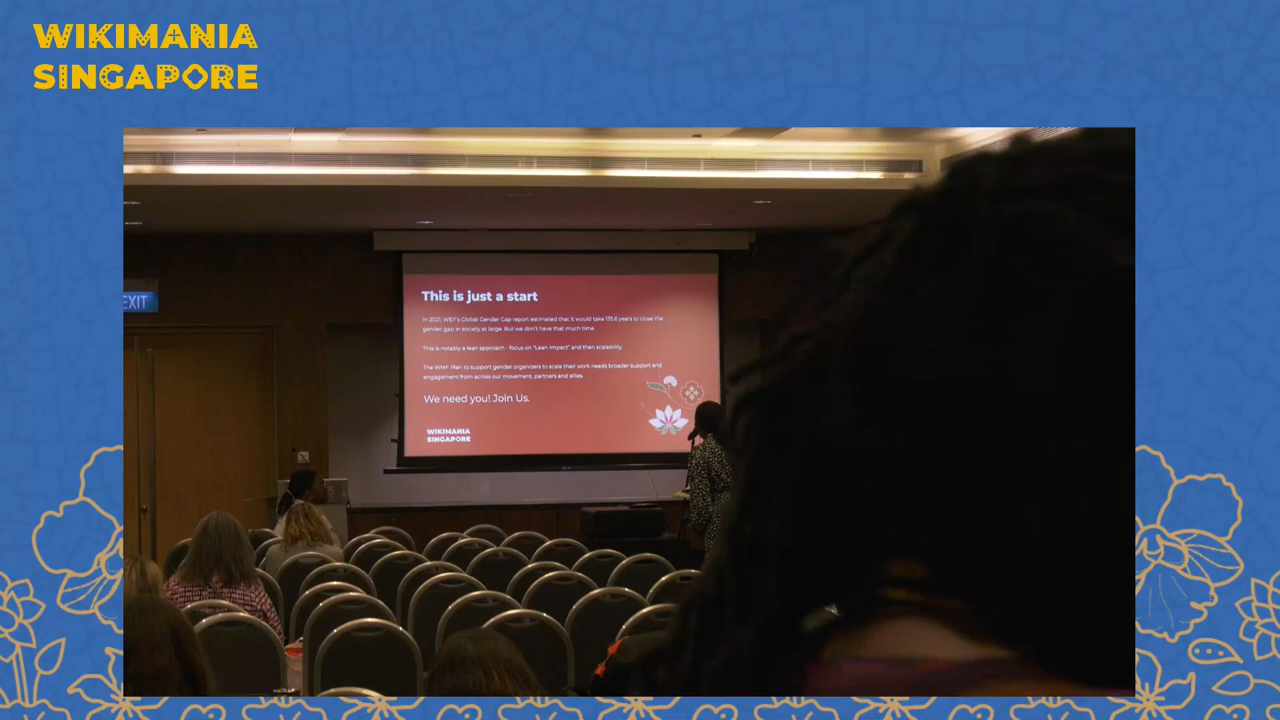 WIKIMANIA
SINGAPORE
EXIT
This is just a start
In 2021, WEF's Global Gender Gap report estimated that it would take 135.6 years to close the
gender gap in society at large. But we don't have that much time.
This is notably a lean approach - focus on "Lean Impact" and then scalability.
The WMF Plan to support gender organizers to scale their work needs broader support and
engagement from across our movement, partners and allies.
We need you! Join Us.
WIKIMANIA
SINGAPORE